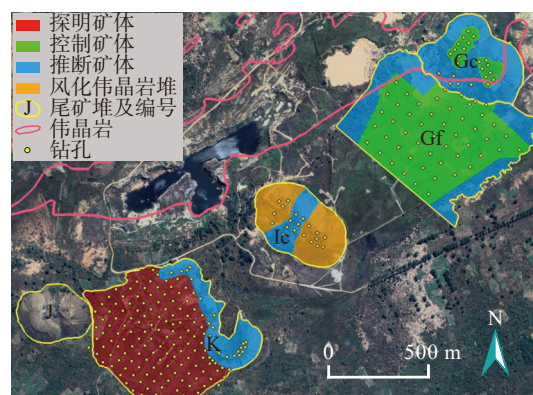 探明矿体
控制矿体
推断矿体
风化伟晶岩堆
J 尾矿堆及编号
伟晶岩
钻孔
Gc
Gf
Ic
J
K
N
0 500 m